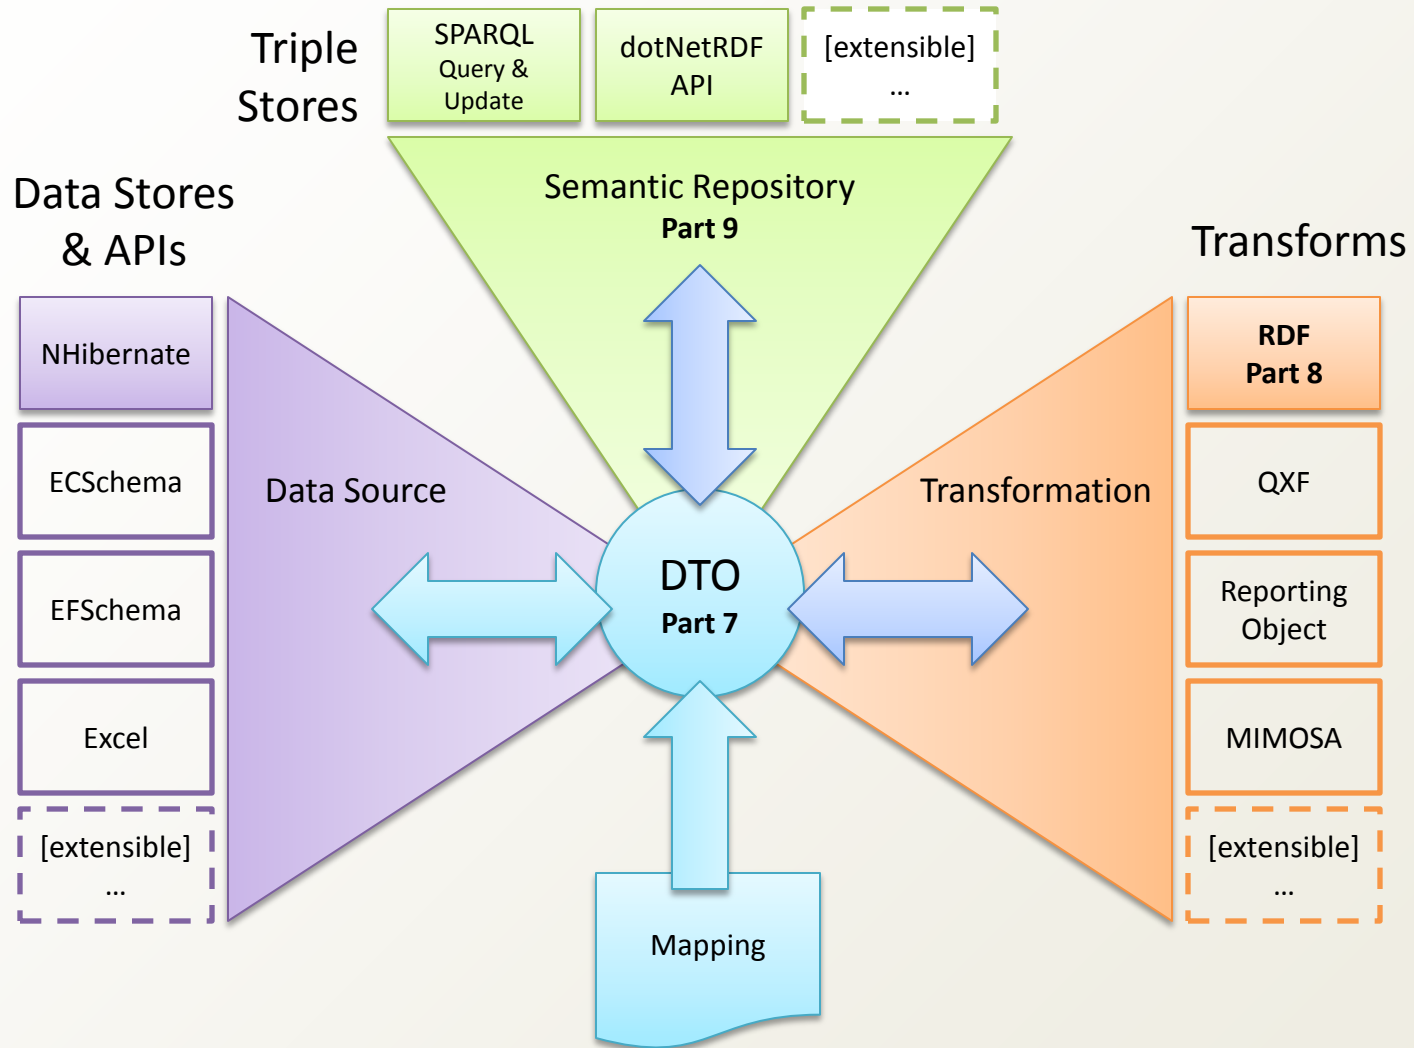 Triple
Stores
SPARQL
Query &
Update
dotNetRDF
API
[extensible]
...
Semantic Repository
Part 9
Data Stores
& APIs
NHibernate
ECSchema
EFSchema
Excel
[extensible]
...
Data Source
DTO
Part 7
Mapping
Transformation
Transforms
RDF
Part 8
QXF
Reporting
Object
MIMOSA
[extensible]
...